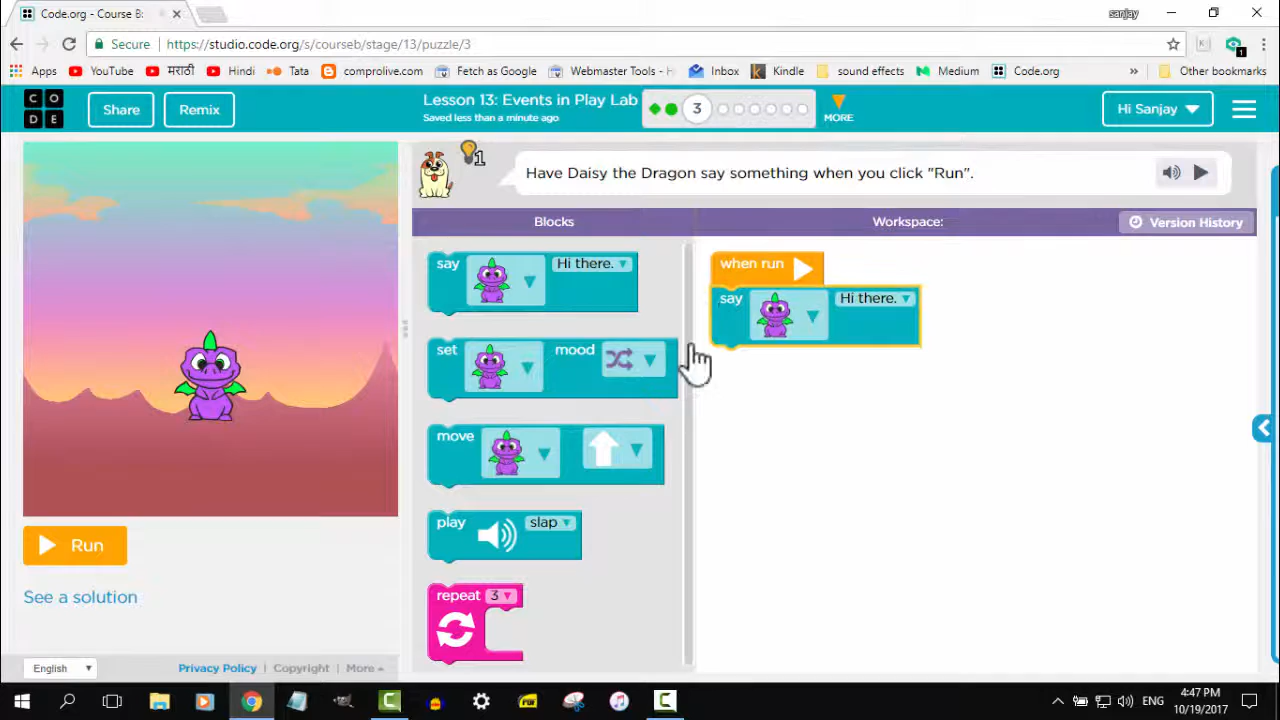 Code.org - Course B:
sanjay
Secure https://studio.code.org/s/courseb/stage/13/puzzle/3
K
1
Apps YouTube मराठी Hindi Tata comprolive.com Fetch as Google Webmaster Tools - H Inbox Kindle sound effects Medium Code.org » Other bookmarks
C O
D E
Share
Remix
Lesson 13: Events in Play Lab
Saved less than a minute ago
3
MORE
Hi Sanjay
1
Have Daisy the Dragon say something when you click "Run".
Blocks
Workspace:
Version History
say Hi there.
when run
say Hi there.
set mood
move
play slap
repeat 3
Run
See a solution
English
Privacy Policy | Copyright | More
ENG
4:47 PM
10/19/2017